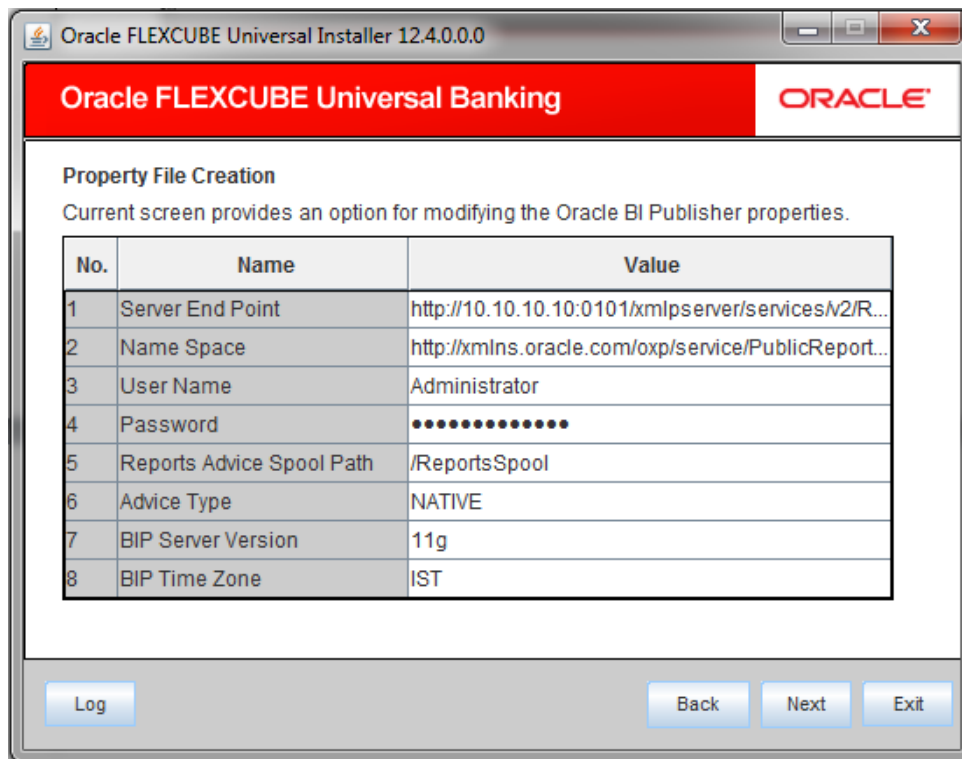 Oracle FLEXCUBE Universal Installer 12.4.0.0.0
Oracle FLEXCUBE Universal Banking
ORACLE
Property File Creation
Current screen provides an option for modifying the Oracle BI Publisher properties.
No. Name Value
1 Server End Point http://10.10.10.10:0101/xmlpserver/services/v2/R...
2 Name Space http://xmlns.oracle.com/oxp/service/PublicReport...
3 User Name Administrator
4 Password •••••••••••••
5 Reports Advice Spool Path /ReportsSpool
6 Advice Type NATIVE
7 BIP Server Version 11g
8 BIP Time Zone IST
Log Back Next Exit